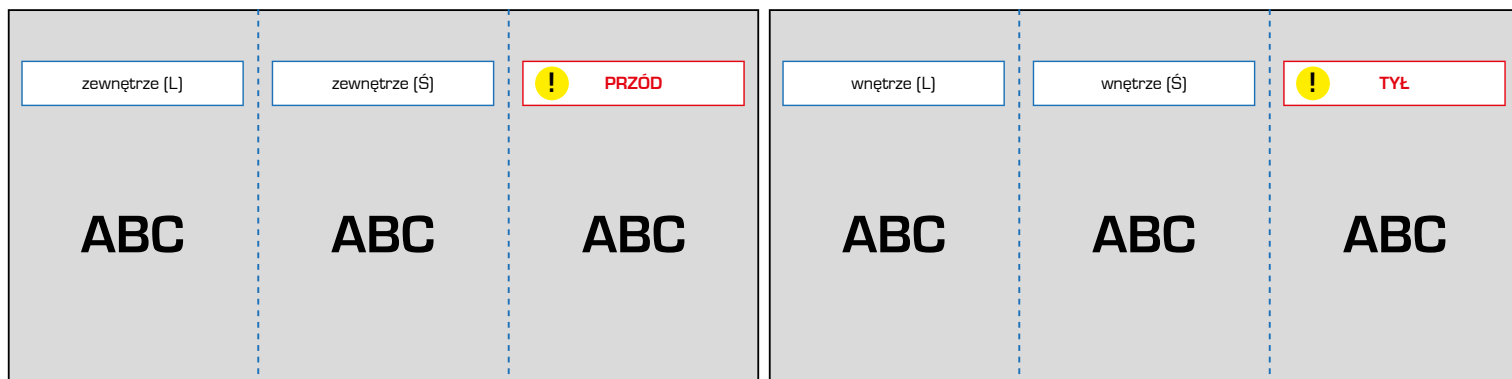 zewnętrze (L)
zewnętrze (Ś)
! PRZÓD
wnętrze (L)
wnętrze (Ś)
! TYŁ
ABC
ABC
ABC
ABC
ABC
ABC